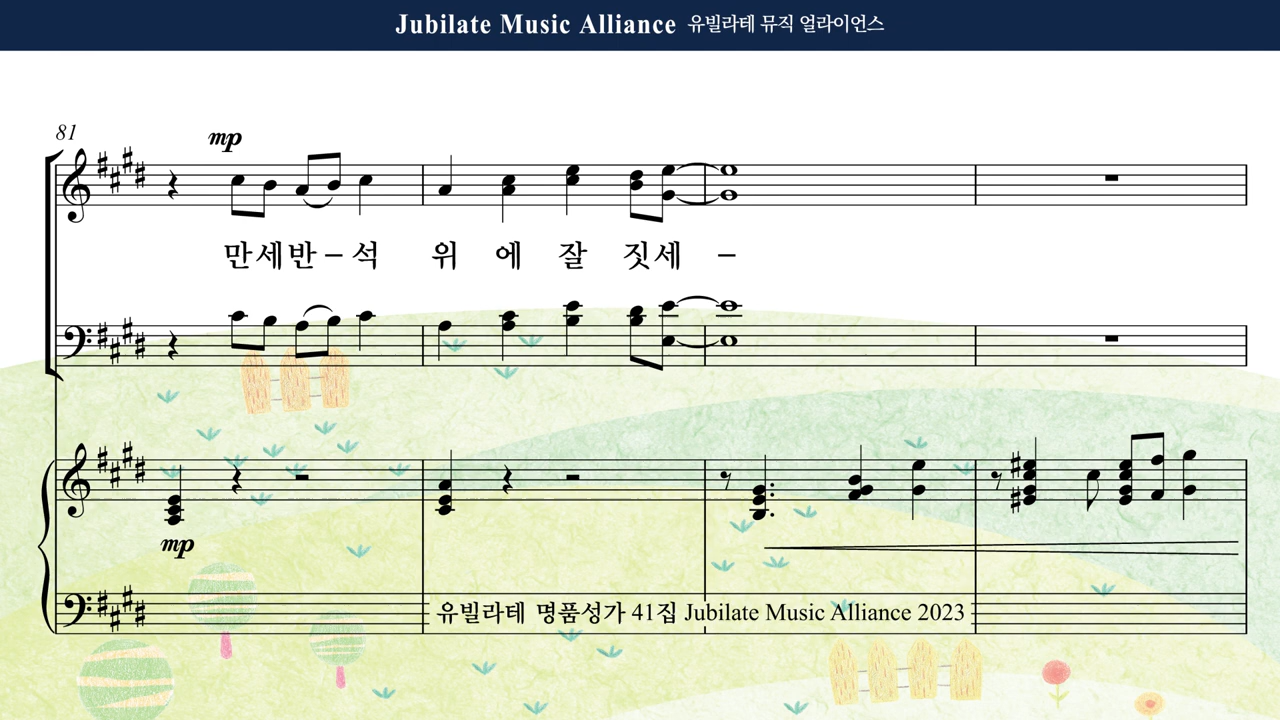 Jubilate Music Alliance 유빌라테 뮤직 얼라이언스
81
mp
만세반–석 위 에 잘 짓세 –
mp
유빌라테 명품성가 41집 Jubilate Music Alliance 2023